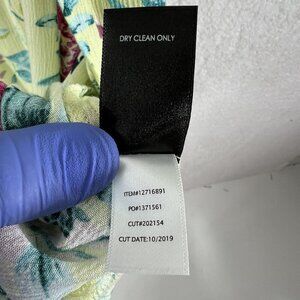 DRY CLEAN ONLY
ITEM#12716891
PO#1371561
CUT#202154
CUT DATE:10/2019